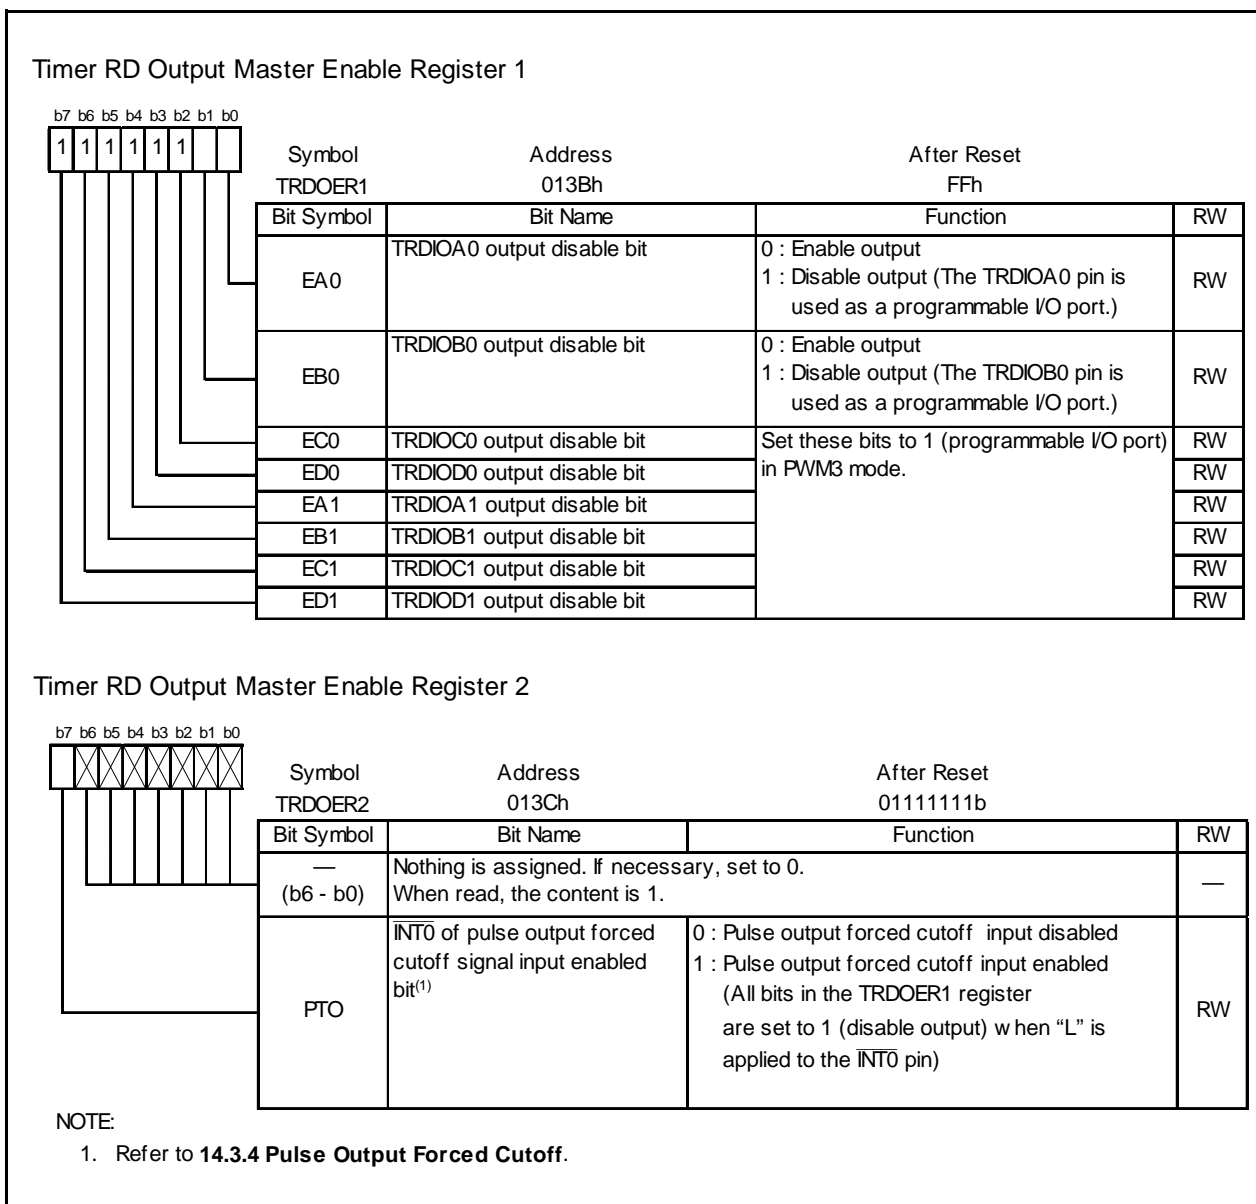 Timer RD Output Master Enable Register 1
b7 b6 b5 b4 b3 b2 b1 b0
1 1 1 1 1 1
Symbol Address After Reset
TRDOER1 013Bh FFh
Bit Symbol Bit Name Function RW
EA0 TRDIOA0 output disable bit 0 : Enable output
1 : Disable output (The TRDIOA0 pin is
used as a programmable I/O port.) RW
EB0 TRDIOB0 output disable bit 0 : Enable output
1 : Disable output (The TRDIOB0 pin is
used as a programmable I/O port.) RW
EC0 TRDIOC0 output disable bit Set these bits to 1 (programmable I/O port) RW
ED0 TRDIOD0 output disable bit in PWM3 mode. RW
EA1 TRDIOA1 output disable bit RW
EB1 TRDIOB1 output disable bit RW
EC1 TRDIOC1 output disable bit RW
ED1 TRDIOD1 output disable bit RW
Timer RD Output Master Enable Register 2
b7 b6 b5 b4 b3 b2 b1 b0
Symbol Address After Reset
TRDOER2 013Ch 01111111b
Bit Symbol Bit Name Function RW
— Nothing is assigned. If necessary, set to 0. —
(b6 - b0) When read, the content is 1.
INT0 of pulse output forced 0 : Pulse output forced cutoff input disabled
cutoff signal input enabled 1 : Pulse output forced cutoff input enabled
bit(1) (All bits in the TRDOER1 register
PTO are set to 1 (disable output) when “L” is RW
applied to the INT0 pin)
NOTE:
1. Refer to 14.3.4 Pulse Output Forced Cutoff.